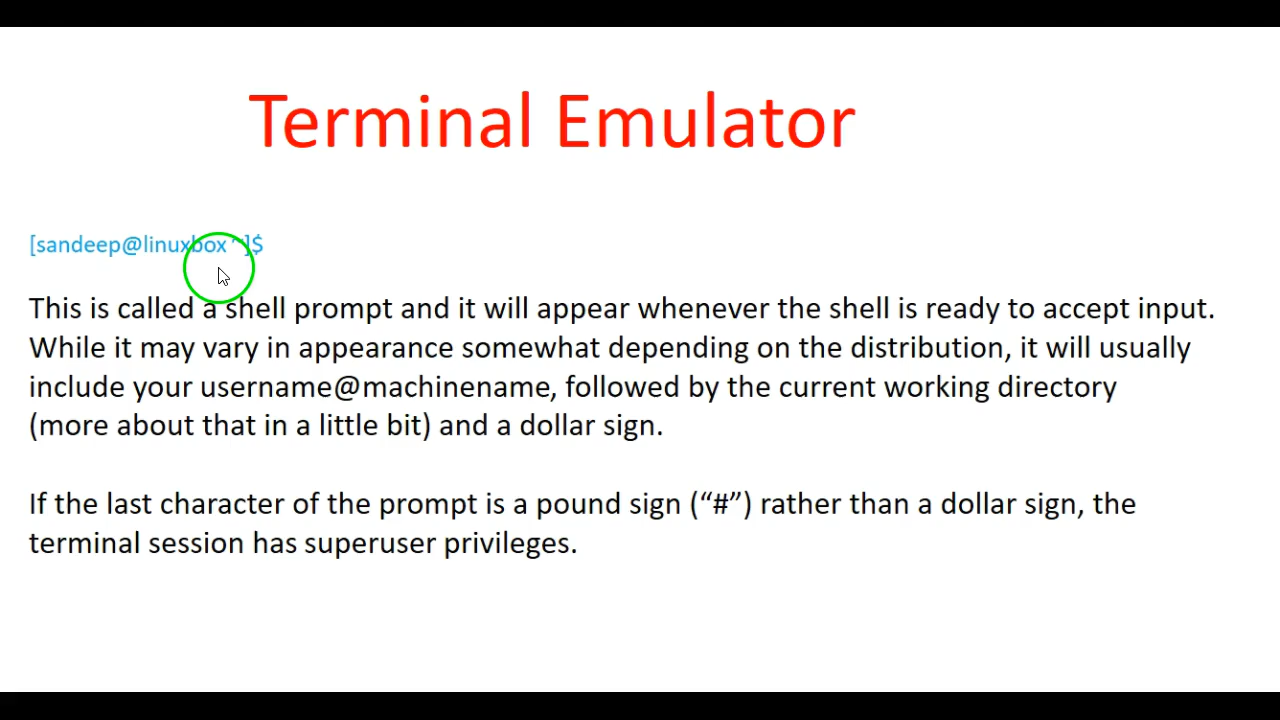 Terminal Emulator
[sandeep@linuxbox ~]$
This is called a shell prompt and it will appear whenever the shell is ready to accept input.
While it may vary in appearance somewhat depending on the distribution, it will usually
include your username@machinename, followed by the current working directory
(more about that in a little bit) and a dollar sign.
If the last character of the prompt is a pound sign (“#”) rather than a dollar sign, the
terminal session has superuser privileges.